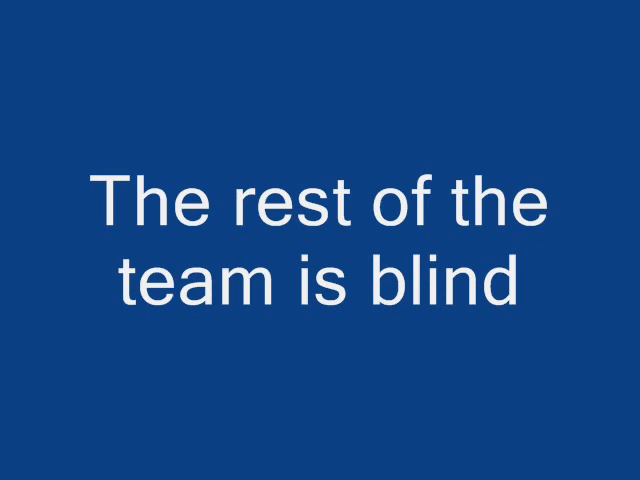 The rest of the
team is blind